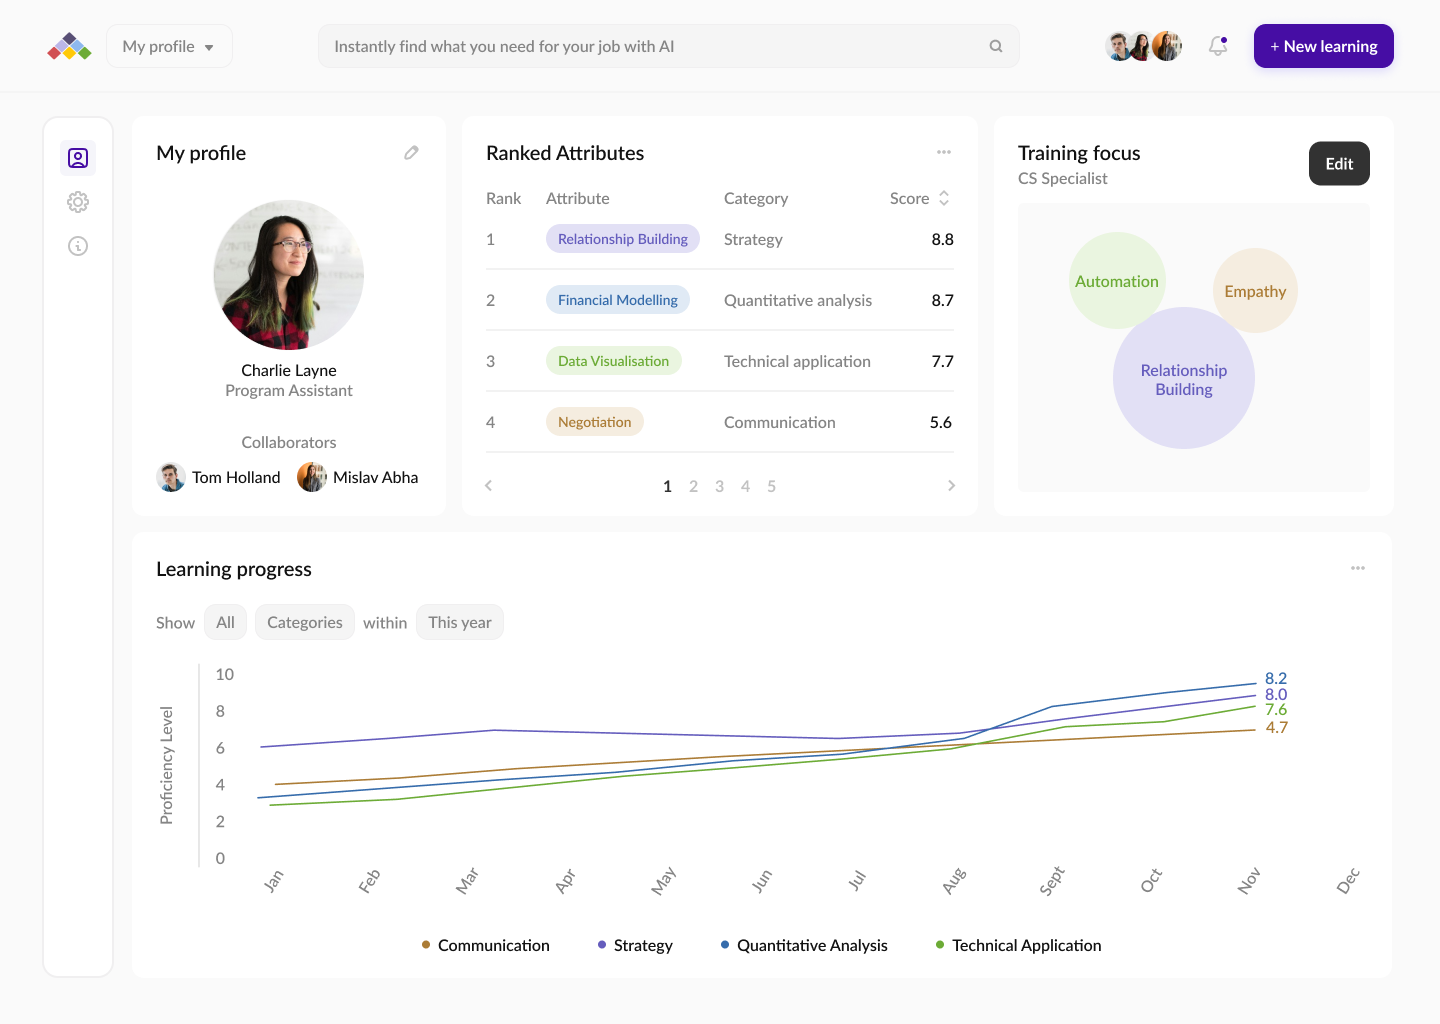 My profile
Instantly find what you need for your job with AI
+ New learning
My profile
Charlie Layne
Program Assistant
Collaborators
Tom Holland
Mislav Abha
Ranked Attributes
Rank Attribute Category Score
1 Relationship Building Strategy 8.8
2 Financial Modelling Quantitative analysis 8.7
3 Data Visualisation Technical application 7.7
4 Negotiation Communication 5.6
1 2 3 4 5
Training focus
CS Specialist
Edit
Automation
Empathy
Relationship
Building
Learning progress
Show All Categories within This year
Proficiency Level
10
8
6
4
2
0
8.2
8.0
7.6
4.7
Jan Feb Mar Apr May Jun Jul Aug Sept Oct Nov Dec
Communication Strategy Quantitative Analysis Technical Application